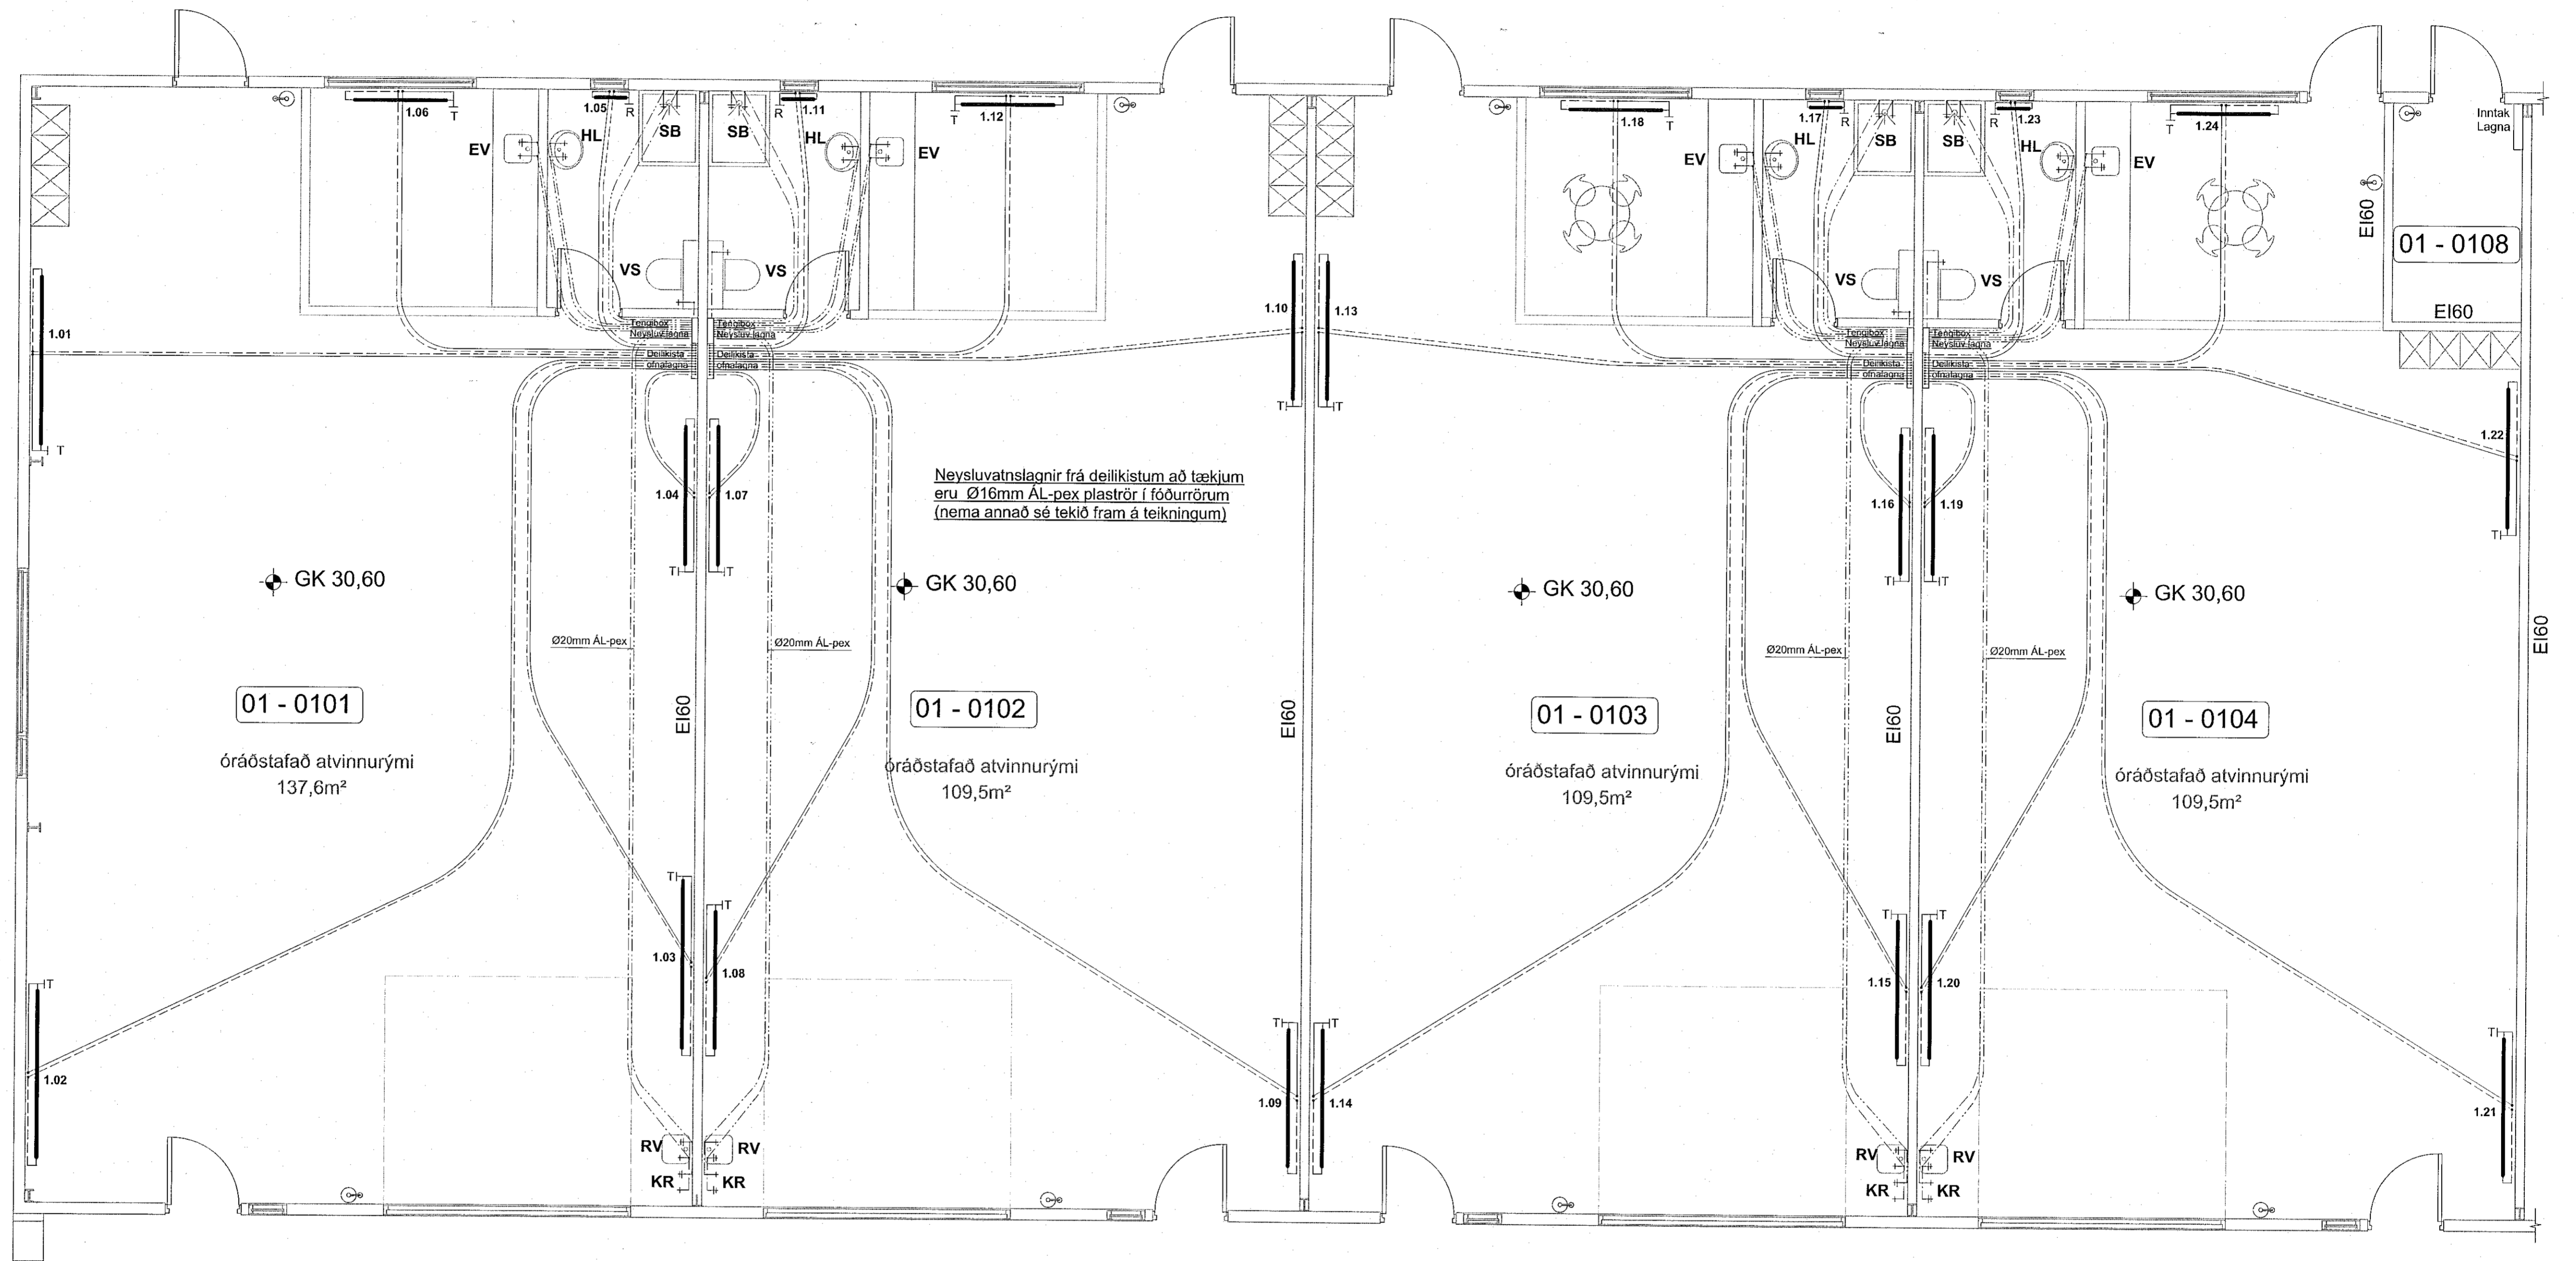 1.06
T
1.05
R
SB
SB
R
1.11
T
1.12
EV
HL
HL
EV
VS
VS
1.01
T
Tengibox
Neysluv.lagna
Deilikista
ofnalagna
Tengibox
Neysluv.lagna
Deilikista
ofnalagna
1.10
T
1.13
T
1.18
T
1.17
R
SB
SB
R
1.23
T
1.24
EV
HL
HL
EV
VS
VS
Inntak
Lagna
EI60
01 - 0108
EI60
Tengibox
Neysluv.lagna
Deilikista
ofnalagna
Tengibox
Neysluv.lagna
Deilikista
ofnalagna
1.22
T
1.04
T
1.07
T
Neysluvatnslagnir frá deilikistum að tækjum
eru Ø16mm ÁL-pex plaströr í fóðurrörum
(nema annað sé tekið fram á teikningum)
1.16
T
1.19
T
GK 30,60
GK 30,60
GK 30,60
GK 30,60
Ø20mm ÁL-pex
Ø20mm ÁL-pex
Ø20mm ÁL-pex
Ø20mm ÁL-pex
EI60
EI60
EI60
EI60
01 - 0101
óráðstafað atvinnurými
137,6m²
01 - 0102
óráðstafað atvinnurými
109,5m²
01 - 0103
óráðstafað atvinnurými
109,5m²
01 - 0104
óráðstafað atvinnurými
109,5m²
T
1.03
T
1.08
T
1.15
T
1.20
T
1.02
T
1.09
T
1.14
T
1.21
RV
RV
KR
KR
RV
RV
KR
KR